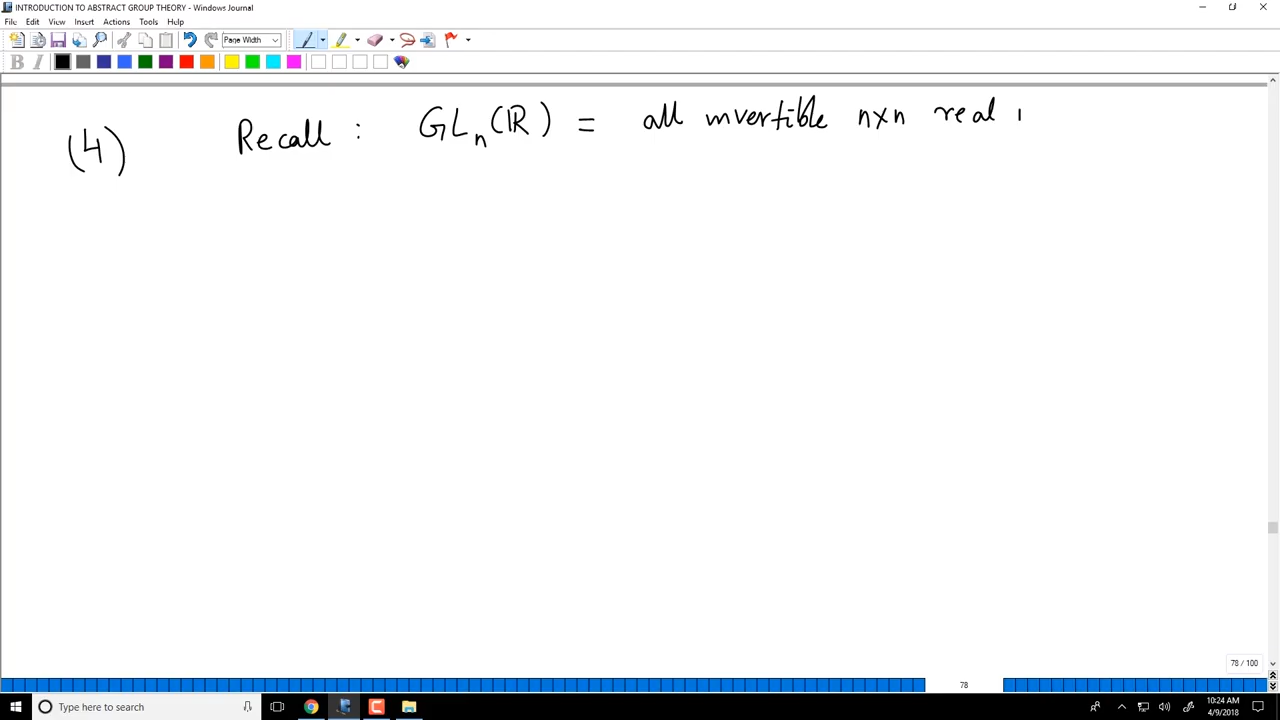 INTRODUCTION TO ABSTRACT GROUP THEORY - Windows Journal
File Edit View Insert Actions Tools Help
Page Width
B I
(4) Recall : GLn(ℝ) = all invertible n×n real
78 / 100
78
Type here to search
10:24 AM
4/9/2018